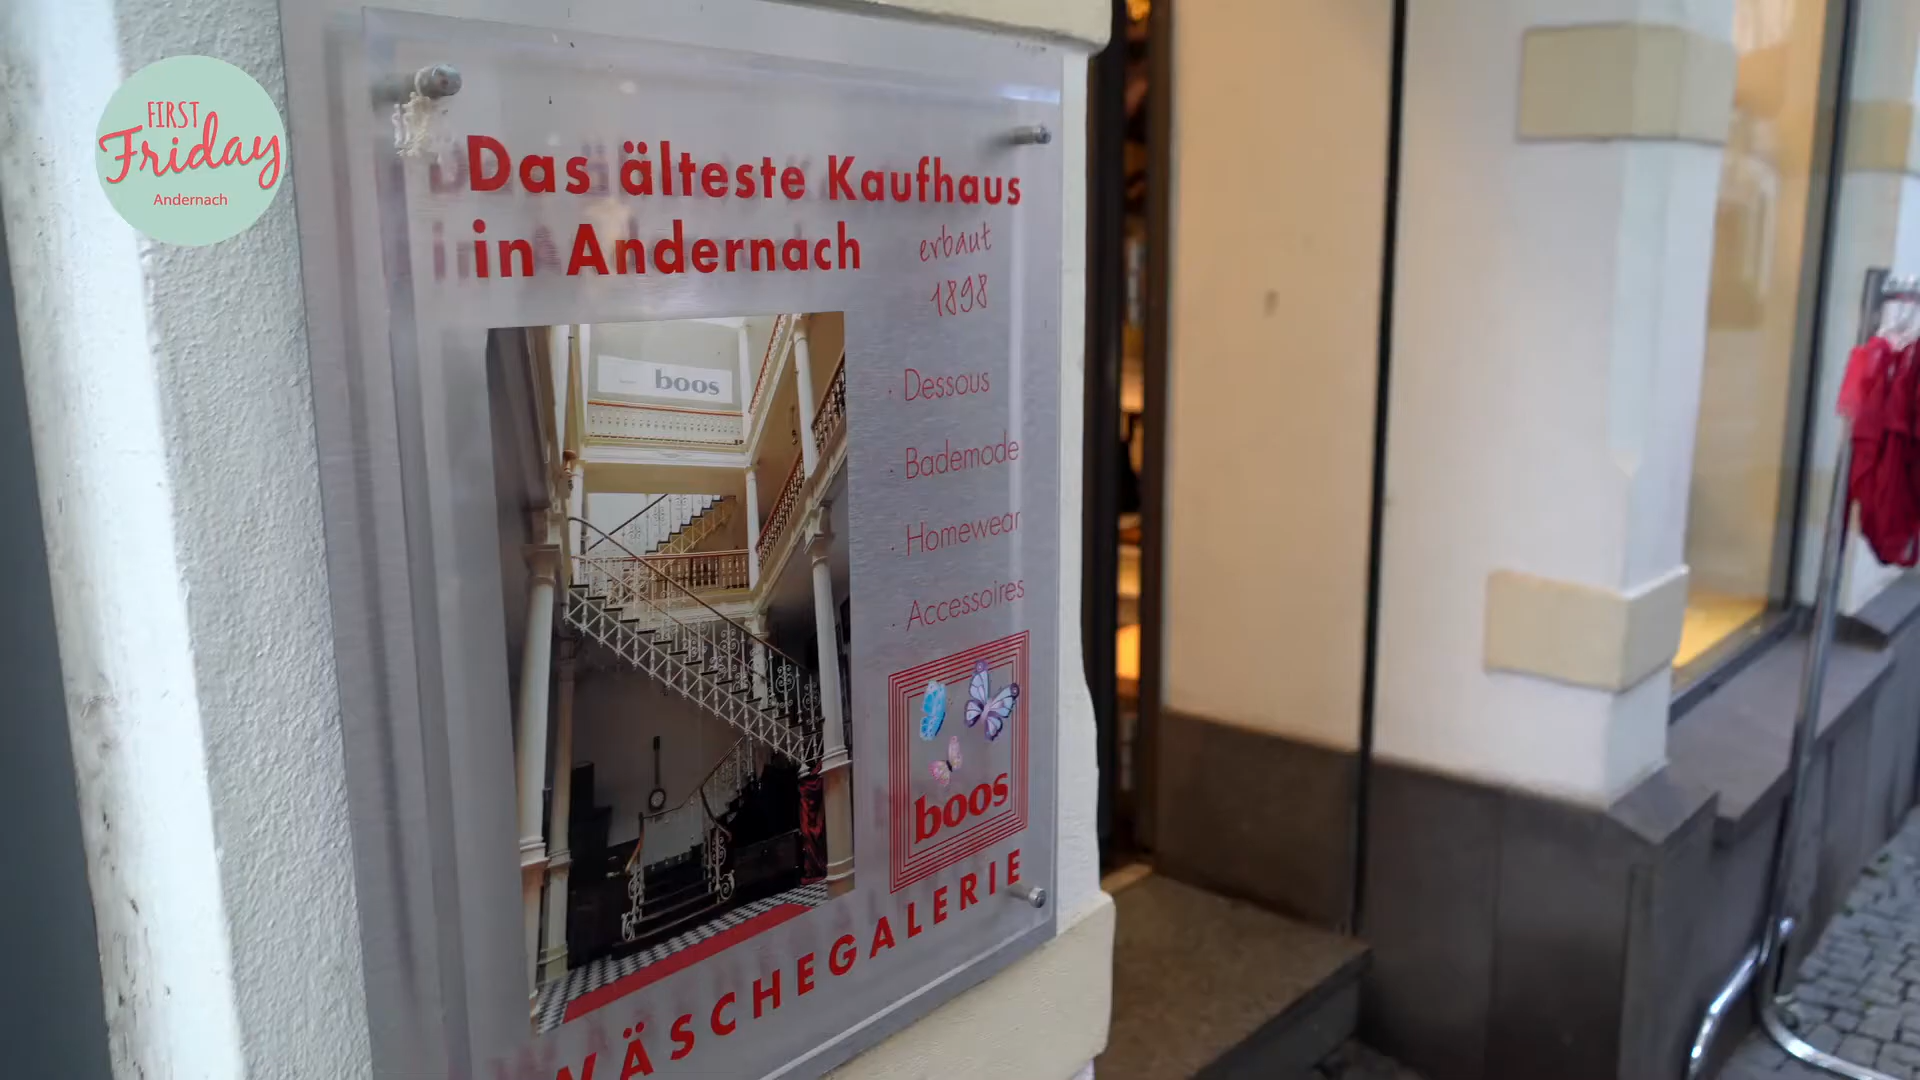 FIRST
Friday
Andernach
Das älteste Kaufhaus
in Andernach
erbaut
1898
boos
· Dessous
· Bademode
· Homewear
· Accessoires
boos
WÄSCHEGALERIE